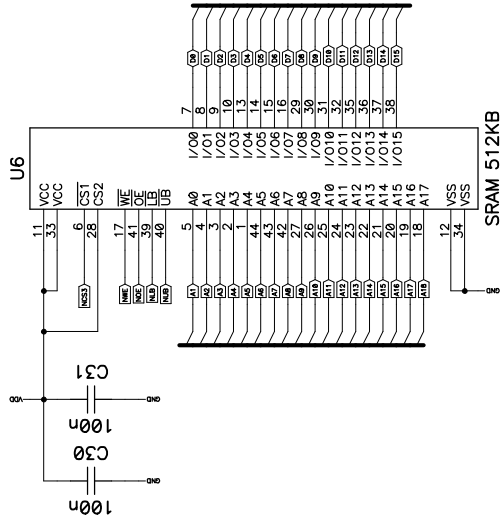 U6
SRAM 512KB
D0
D1
D2
D3
D4
D5
D6
D7
D8
D9
D10
D11
D12
D13
D14
D15
7
8
9
10
13
14
15
16
29
30
31
32
35
36
37
38
I/O0
I/O1
I/O2
I/O3
I/O4
I/O5
I/O6
I/O7
I/O8
I/O9
I/O10
I/O11
I/O12
I/O13
I/O14
I/O15
VCC
VCC
CS1
CS2
WE
OE
LB
UB
A0
A1
A2
A3
A4
A5
A6
A7
A8
A9
A10
A11
A12
A13
A14
A15
A16
A17
VSS
VSS
11
33
6
28
17
41
39
40
5
4
3
2
1
44
43
42
27
26
25
24
23
22
21
20
19
18
12
34
NCS3
NWE
NOE
NLB
NUB
A1
A2
A3
A4
A5
A6
A7
A8
A9
A10
A11
A12
A13
A14
A15
A16
A17
A18
GND
VDD
C31
100n
GND
C30
100n
GND